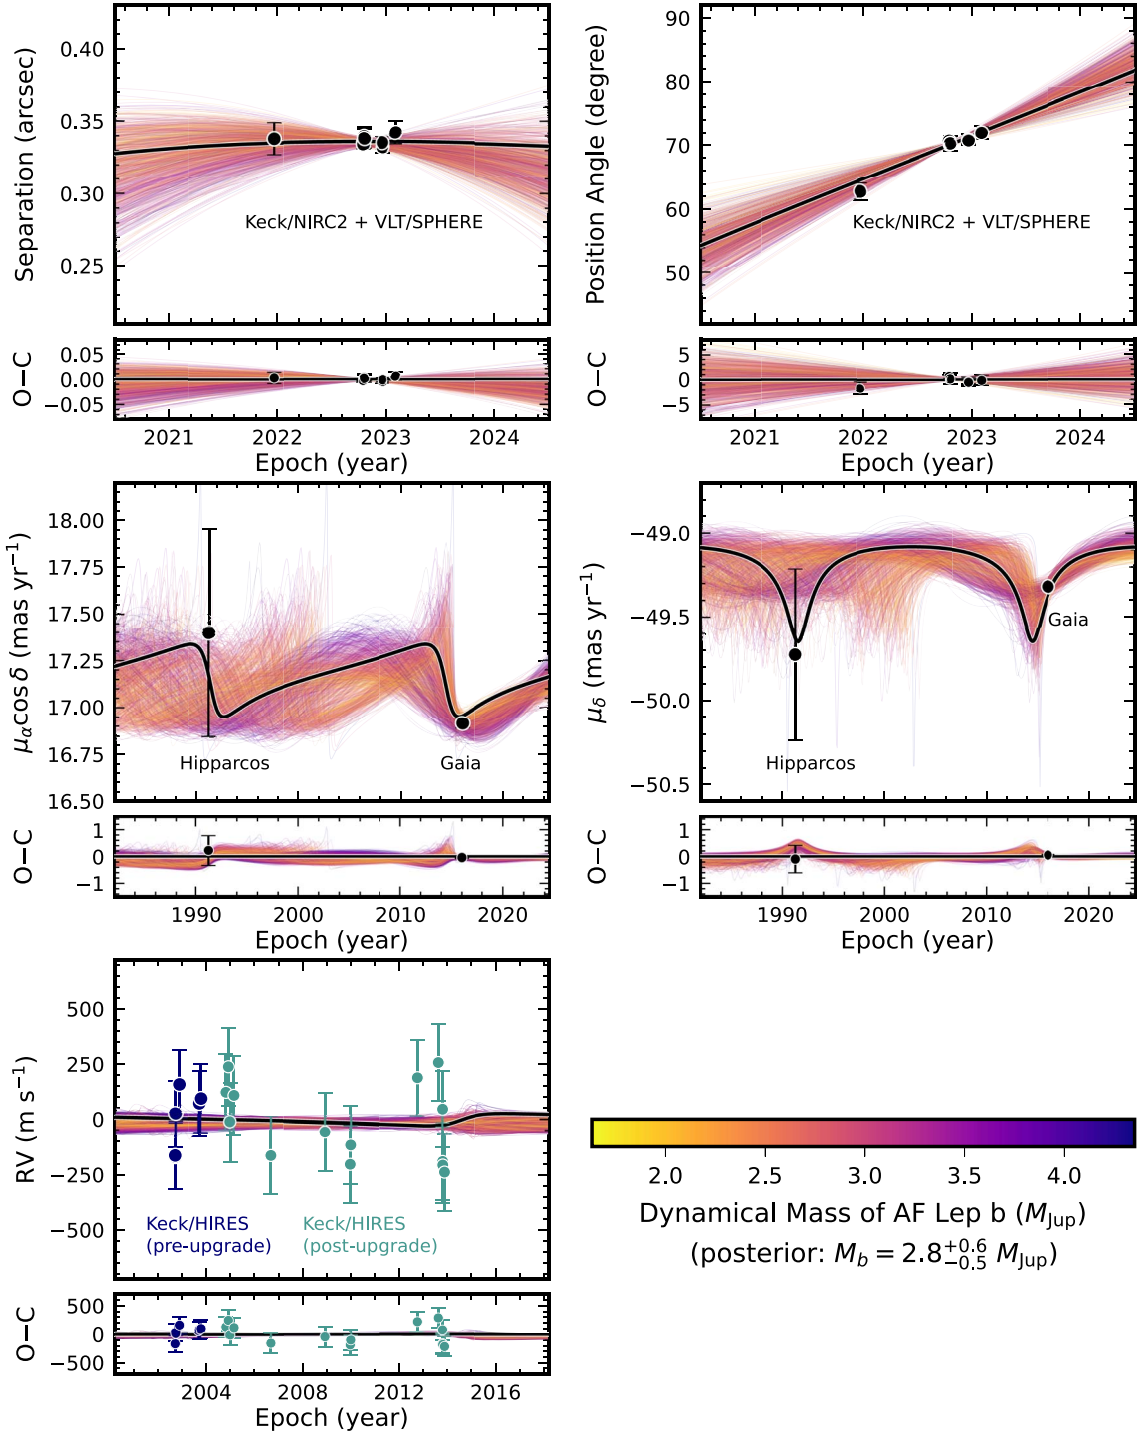 Separation (arcsec)
0.40
0.35
0.30
0.25
Keck/NIRC2 + VLT/SPHERE
O−C
0.05
0.00
−0.05
2021 2022 2023 2024
Epoch (year)
Position Angle (degree)
90
80
70
60
50
Keck/NIRC2 + VLT/SPHERE
O−C
5
0
−5
2021 2022 2023 2024
Epoch (year)
μ_α cos δ (mas yr⁻¹)
18.00
17.75
17.50
17.25
17.00
16.75
16.50
Hipparcos
Gaia
O−C
1
0
−1
1990 2000 2010 2020
Epoch (year)
μ_δ (mas yr⁻¹)
−49.0
−49.5
−50.0
−50.5
Gaia
Hipparcos
O−C
1
0
−1
1990 2000 2010 2020
Epoch (year)
RV (m s⁻¹)
500
250
0
−250
−500
Keck/HIRES
(pre-upgrade)
Keck/HIRES
(post-upgrade)
O−C
500
0
−500
2004 2008 2012 2016
Epoch (year)
2.0 2.5 3.0 3.5 4.0
Dynamical Mass of AF Lep b (M_Jup)
(posterior: M_b = 2.8^{+0.6}_{−0.5} M_Jup)